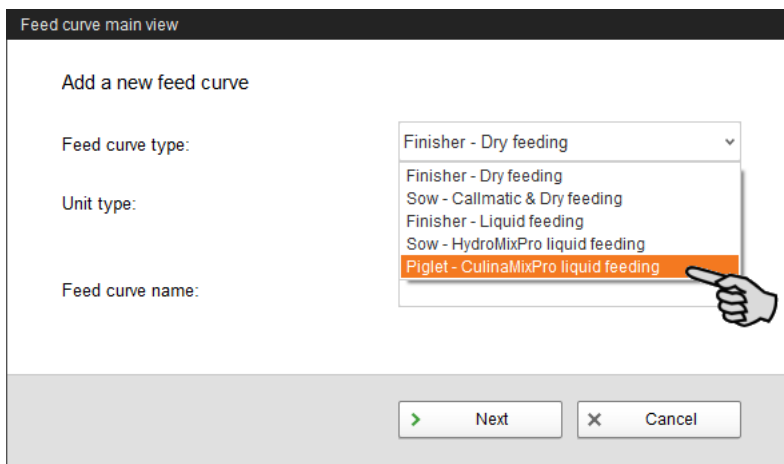 Feed curve main view
Add a new feed curve
Feed curve type:
Finisher - Dry feeding
Finisher - Dry feeding
Sow - Callmatic & Dry feeding
Unit type:
Finisher - Liquid feeding
Sow - HydroMixPro liquid feeding
Piglet - CulinaMixPro liquid feeding
Feed curve name:
Next
Cancel